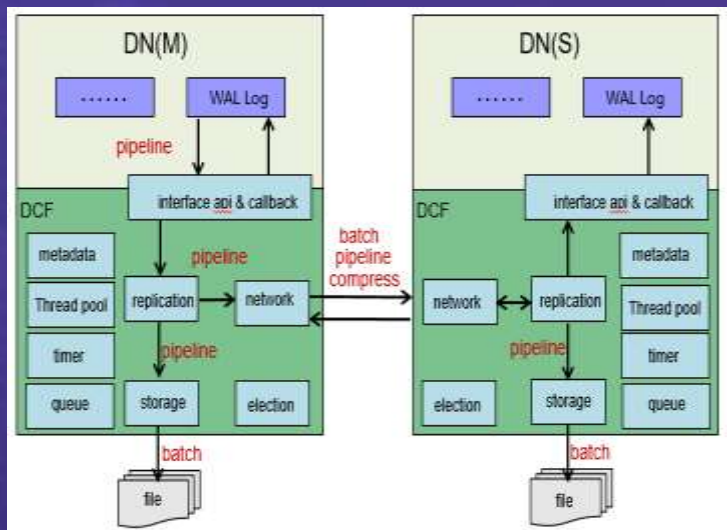 DN(M)
......
WAL Log
pipeline
interface api & callback
DCF
metadata
pipeline
Thread pool
replication
network
timer
pipeline
queue
storage
election
batch
file
batch
pipeline
compress
DN(S)
......
WAL Log
interface api & callback
DCF
metadata
network
replication
Thread pool
pipeline
timer
election
storage
queue
batch
file